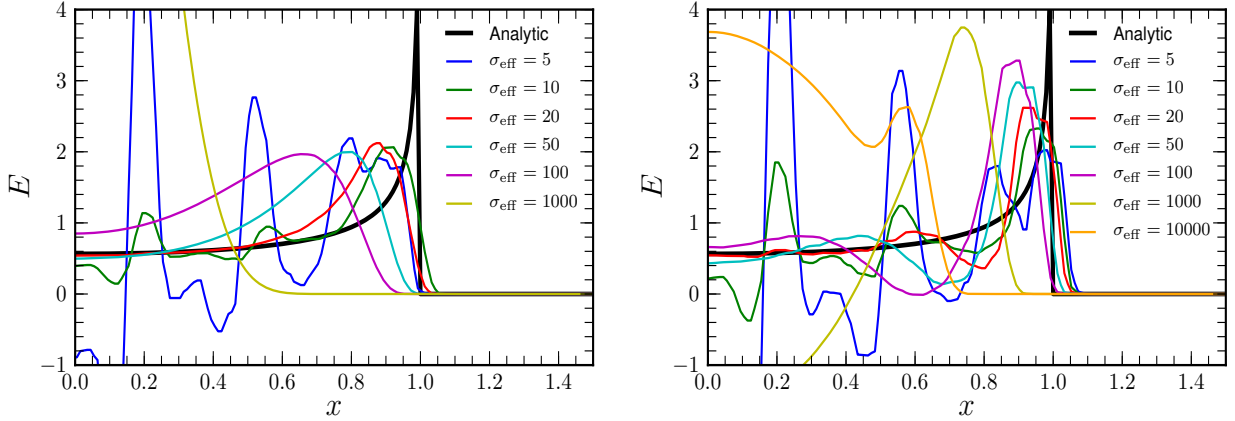 4
3
2
1
0
−1
E
0.0 0.2 0.4 0.6 0.8 1.0 1.2 1.4
x
Analytic
σeff = 5
σeff = 10
σeff = 20
σeff = 50
σeff = 100
σeff = 1000
4
3
2
1
0
−1
E
0.0 0.2 0.4 0.6 0.8 1.0 1.2 1.4
x
Analytic
σeff = 5
σeff = 10
σeff = 20
σeff = 50
σeff = 100
σeff = 1000
σeff = 10000